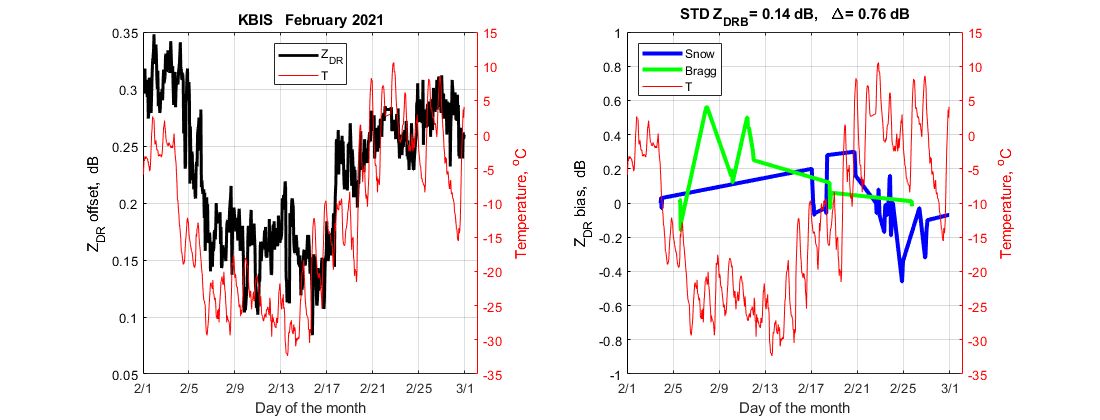 KBIS February 2021
0.35
0.3
0.25
0.2
0.15
0.1
0.05
Z_DR offset, dB
Z_DR
T
15
10
5
0
-5
-10
-15
-20
-25
-30
-35
Temperature, °C
2/1 2/5 2/9 2/13 2/17 2/21 2/25 3/1
Day of the month
STD Z_DRB = 0.14 dB, Δ = 0.76 dB
1
0.8
0.6
0.4
0.2
0
-0.2
-0.4
-0.6
-0.8
-1
Z_DR bias, dB
Snow
Bragg
T
15
10
5
0
-5
-10
-15
-20
-25
-30
-35
Temperature, °C
2/1 2/5 2/9 2/13 2/17 2/21 2/25 3/1
Day of the month